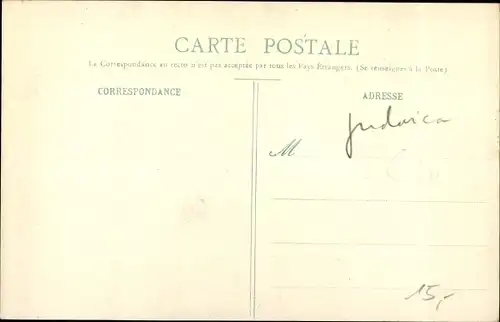 CARTE POSTALE
La Correspondance au recto n'est pas acceptée par tous les Pays Étrangers. (Se renseigner à la Poste)
CORRESPONDANCE
ADRESSE
Judaica
M
15,-